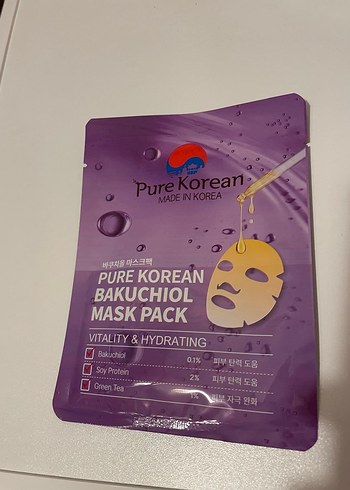 Pure Korean
MADE IN KOREA
바쿠치올 마스크팩
PURE KOREAN
BAKUCHIOL
MASK PACK
VITALITY & HYDRATING
Bakuchiol 0.1% 피부 탄력 도움
Soy Protein 2% 피부 탄력 도움
Green Tea 피부 자극 완화